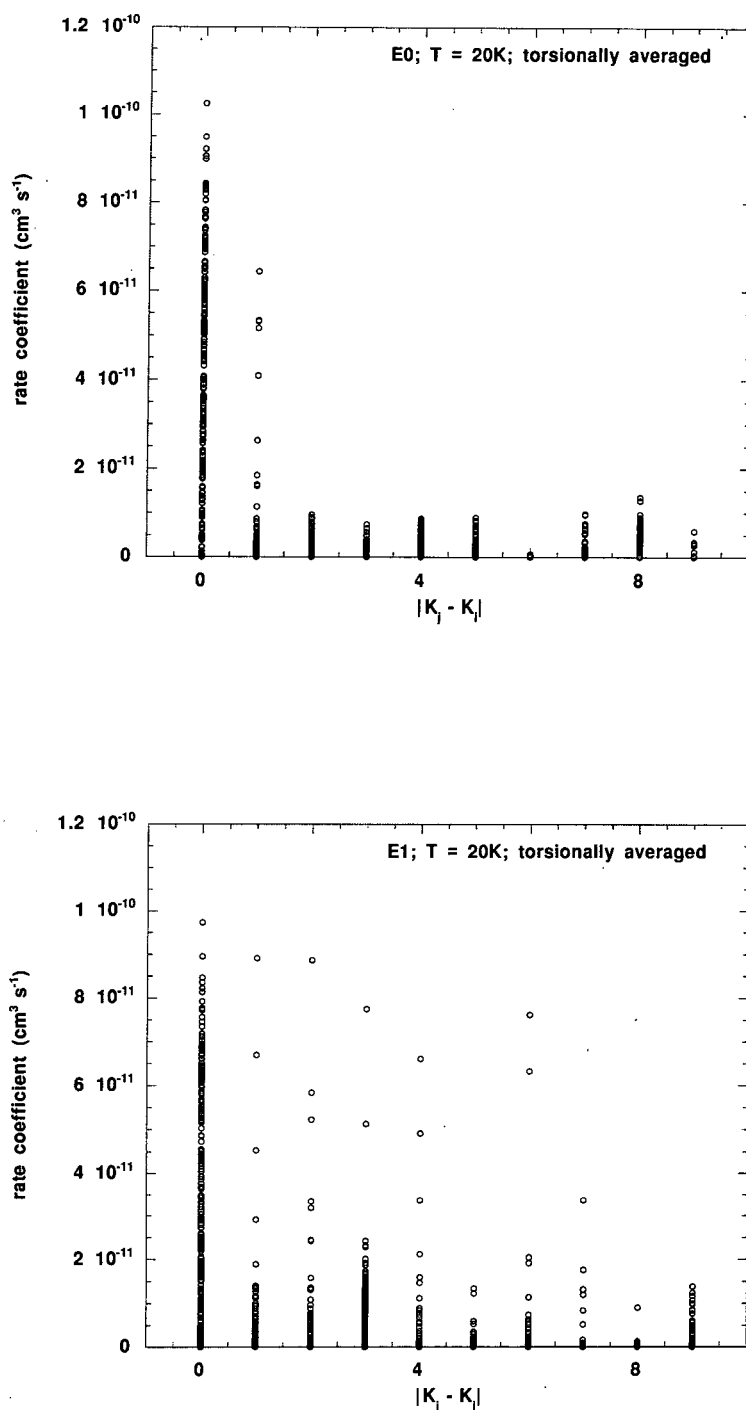 1.2 10⁻¹⁰
E0; T = 20K; torsionally averaged
1 10⁻¹⁰
8 10⁻¹¹
6 10⁻¹¹
4 10⁻¹¹
2 10⁻¹¹
0
rate coefficient (cm³ s⁻¹)
0 4 8
|Kⱼ - Kᵢ|
1.2 10⁻¹⁰
E1; T = 20K; torsionally averaged
1 10⁻¹⁰
8 10⁻¹¹
6 10⁻¹¹
4 10⁻¹¹
2 10⁻¹¹
0
rate coefficient (cm³ s⁻¹)
0 4 8
|Kⱼ - Kᵢ|